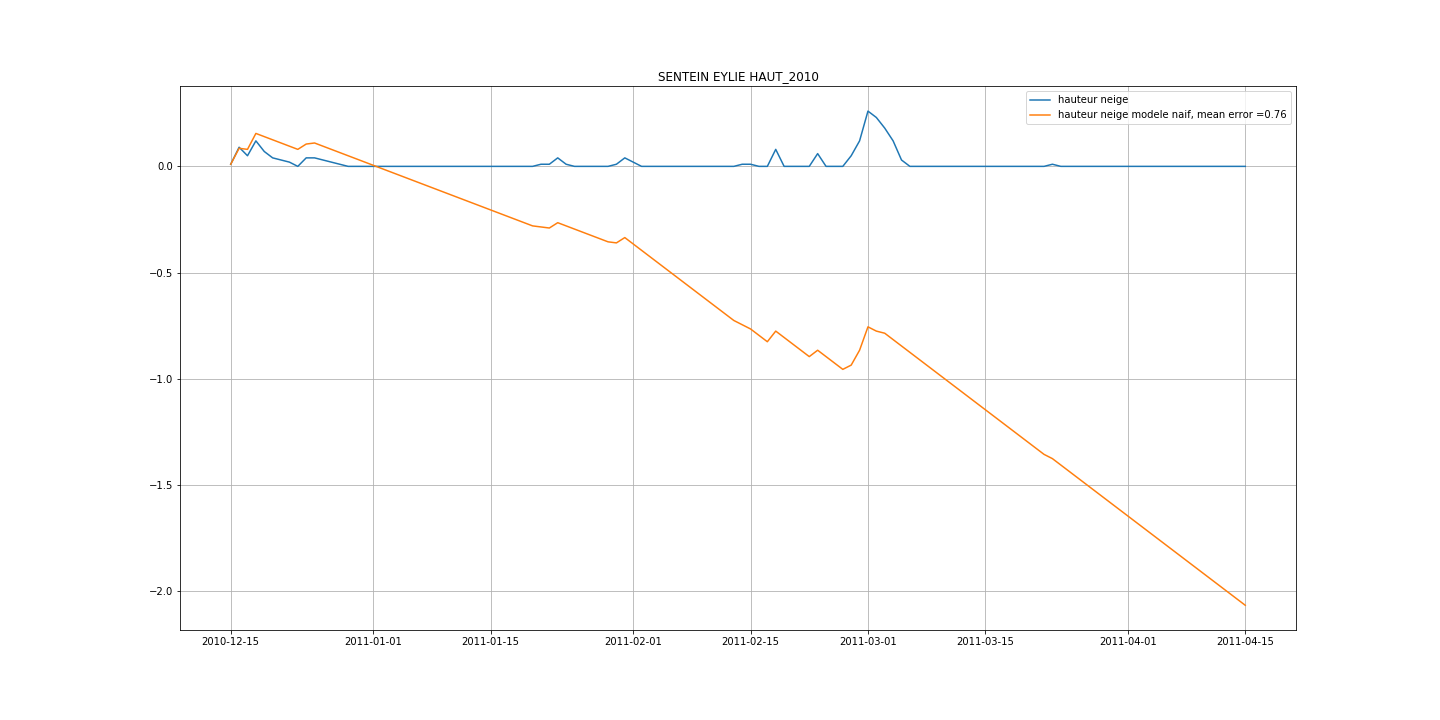 SENTEIN EYLIE HAUT_2010
hauteur neige
hauteur neige modele naif, mean error =0.76
0.0
−0.5
−1.0
−1.5
−2.0
2010-12-15 2011-01-01 2011-01-15 2011-02-01 2011-02-15 2011-03-01 2011-03-15 2011-04-01 2011-04-15